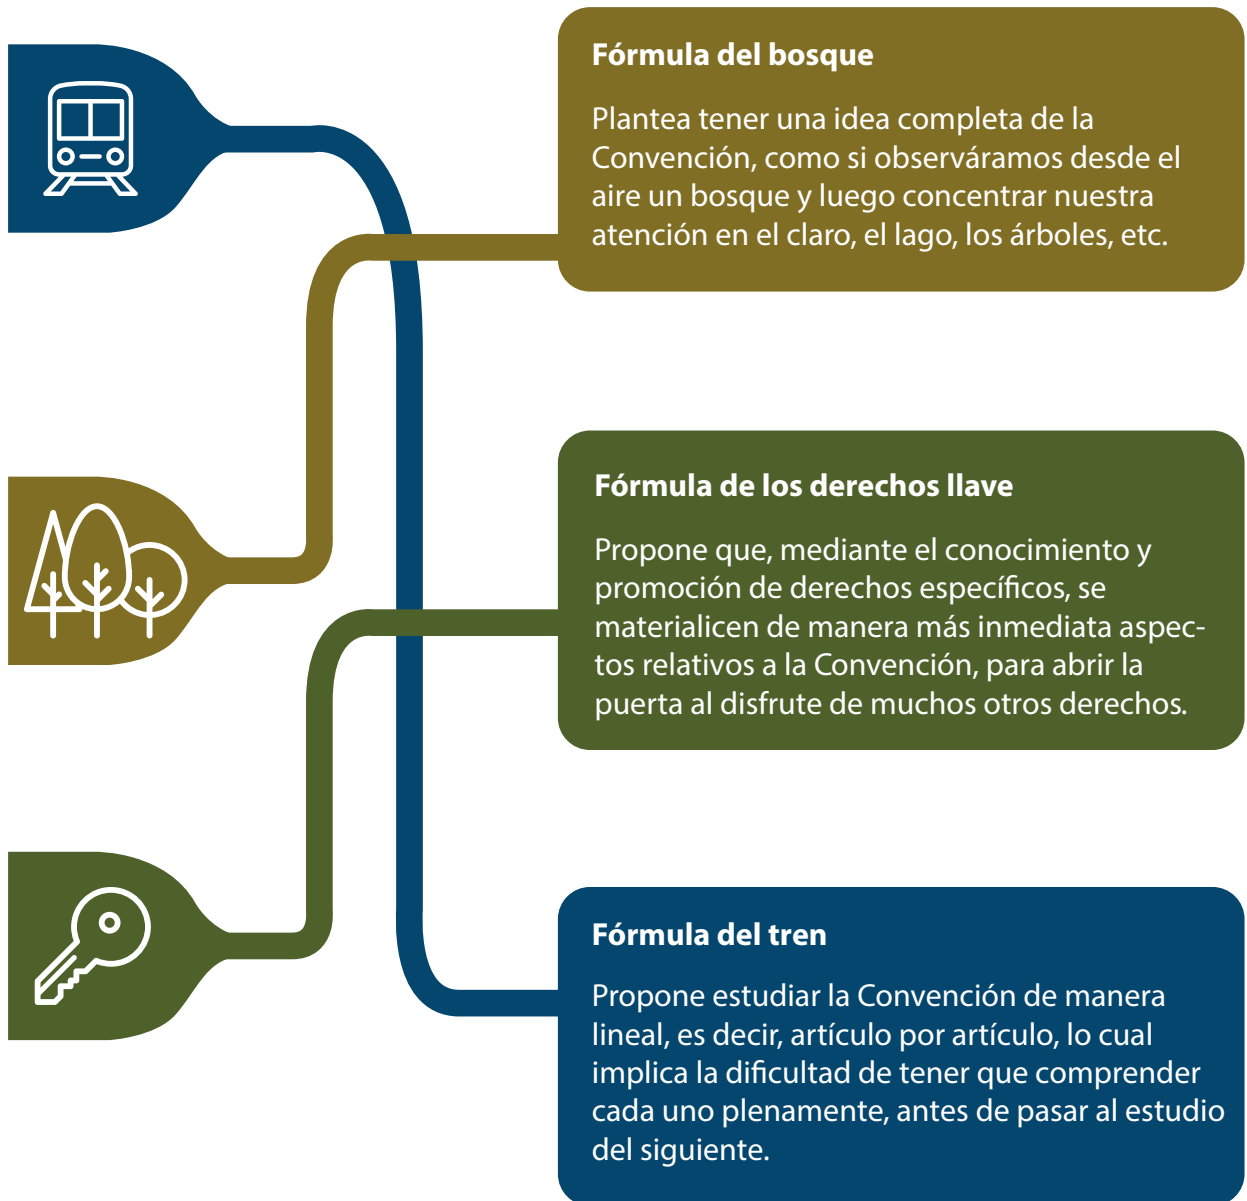 Fórmula del bosque
Plantea tener una idea completa de la
Convención, como si observáramos desde el
aire un bosque y luego concentrar nuestra
atención en el claro, el lago, los árboles, etc.
Fórmula de los derechos llave
Propone que, mediante el conocimiento y
promoción de derechos específicos, se
materialicen de manera más inmediata aspec-
tos relativos a la Convención, para abrir la
puerta al disfrute de muchos otros derechos.
Fórmula del tren
Propone estudiar la Convención de manera
lineal, es decir, artículo por artículo, lo cual
implica la dificultad de tener que comprender
cada uno plenamente, antes de pasar al estudio
del siguiente.